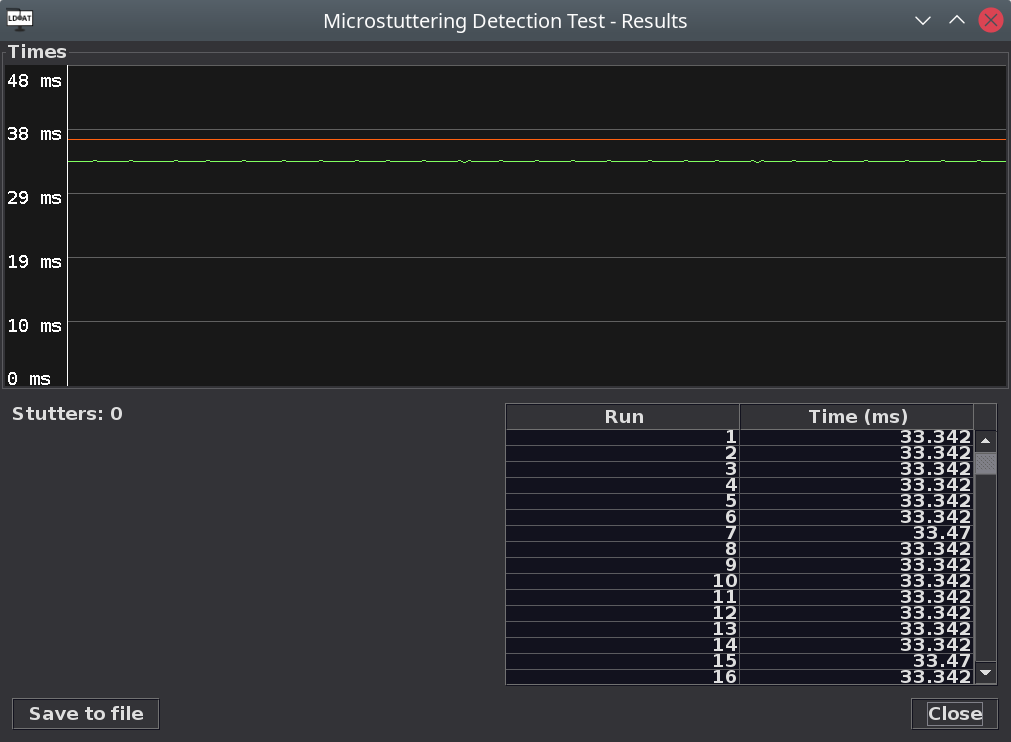 LDAT
Microstuttering Detection Test - Results
Times
48 ms
38 ms
29 ms
19 ms
10 ms
0 ms
Stutters: 0
Run Time (ms)
1 33.342
2 33.342
3 33.342
4 33.342
5 33.342
6 33.342
7 33.47
8 33.342
9 33.342
10 33.342
11 33.342
12 33.342
13 33.342
14 33.342
15 33.47
16 33.342
Save to file Close